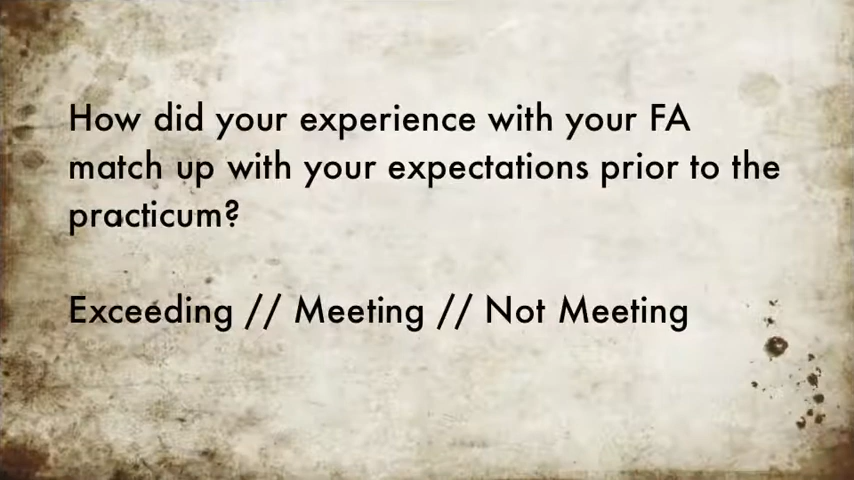 How did your experience with your FA
match up with your expectations prior to the
practicum?
Exceeding // Meeting // Not Meeting